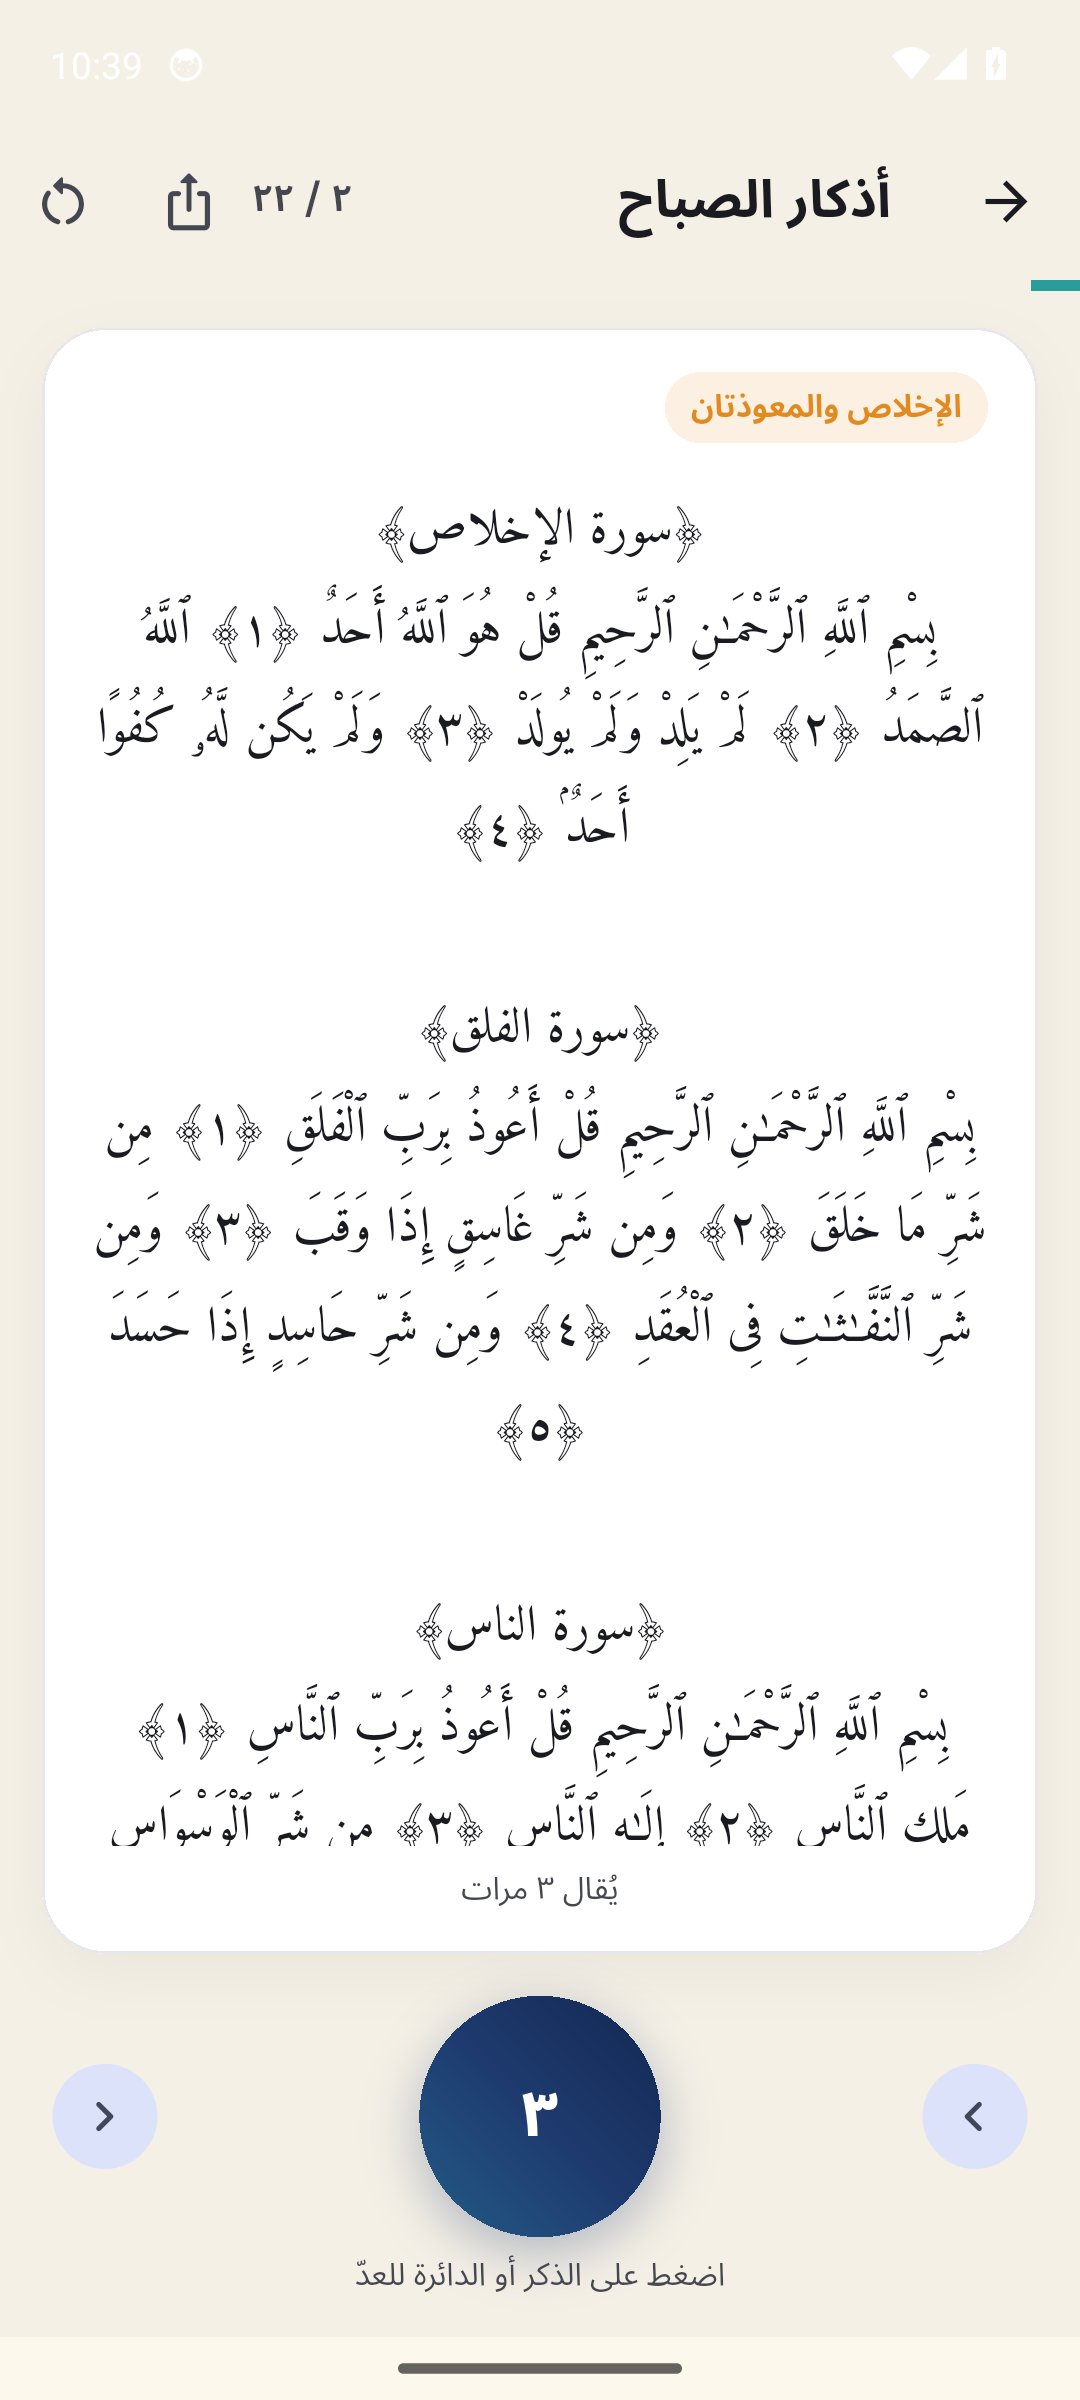 10:39
أذكار الصباح
٢ / ٢٢
الإخلاص والمعوذتان
﴿سورة الإخلاص﴾
بِسْمِ ٱللَّهِ ٱلرَّحْمَـٰنِ ٱلرَّحِيمِ قُلْ هُوَ ٱللَّهُ أَحَدٌ ﴿١﴾ ٱللَّهُ
ٱلصَّمَدُ ﴿٢﴾ لَمْ يَلِدْ وَلَمْ يُولَدْ ﴿٣﴾ وَلَمْ يَكُن لَّهُۥ كُفُوًا
أَحَدٌۢ ﴿٤﴾
﴿سورة الفلق﴾
بِسْمِ ٱللَّهِ ٱلرَّحْمَـٰنِ ٱلرَّحِيمِ قُلْ أَعُوذُ بِرَبِّ ٱلْفَلَقِ ﴿١﴾ مِن
شَرِّ مَا خَلَقَ ﴿٢﴾ وَمِن شَرِّ غَاسِقٍ إِذَا وَقَبَ ﴿٣﴾ وَمِن
شَرِّ ٱلنَّفَّـٰثَـٰتِ فِى ٱلْعُقَدِ ﴿٤﴾ وَمِن شَرِّ حَاسِدٍ إِذَا حَسَدَ
﴿٥﴾
﴿سورة الناس﴾
بِسْمِ ٱللَّهِ ٱلرَّحْمَـٰنِ ٱلرَّحِيمِ قُلْ أَعُوذُ بِرَبِّ ٱلنَّاسِ ﴿١﴾
مَلِكِ ٱلنَّاسِ ﴿٢﴾ إِلَـٰهِ ٱلنَّاسِ ﴿٣﴾ مِن شَرِّ ٱلْوَسْوَاسِ
يُقال ٣ مرات
٣
اضغط على الذكر أو الدائرة للعدّ